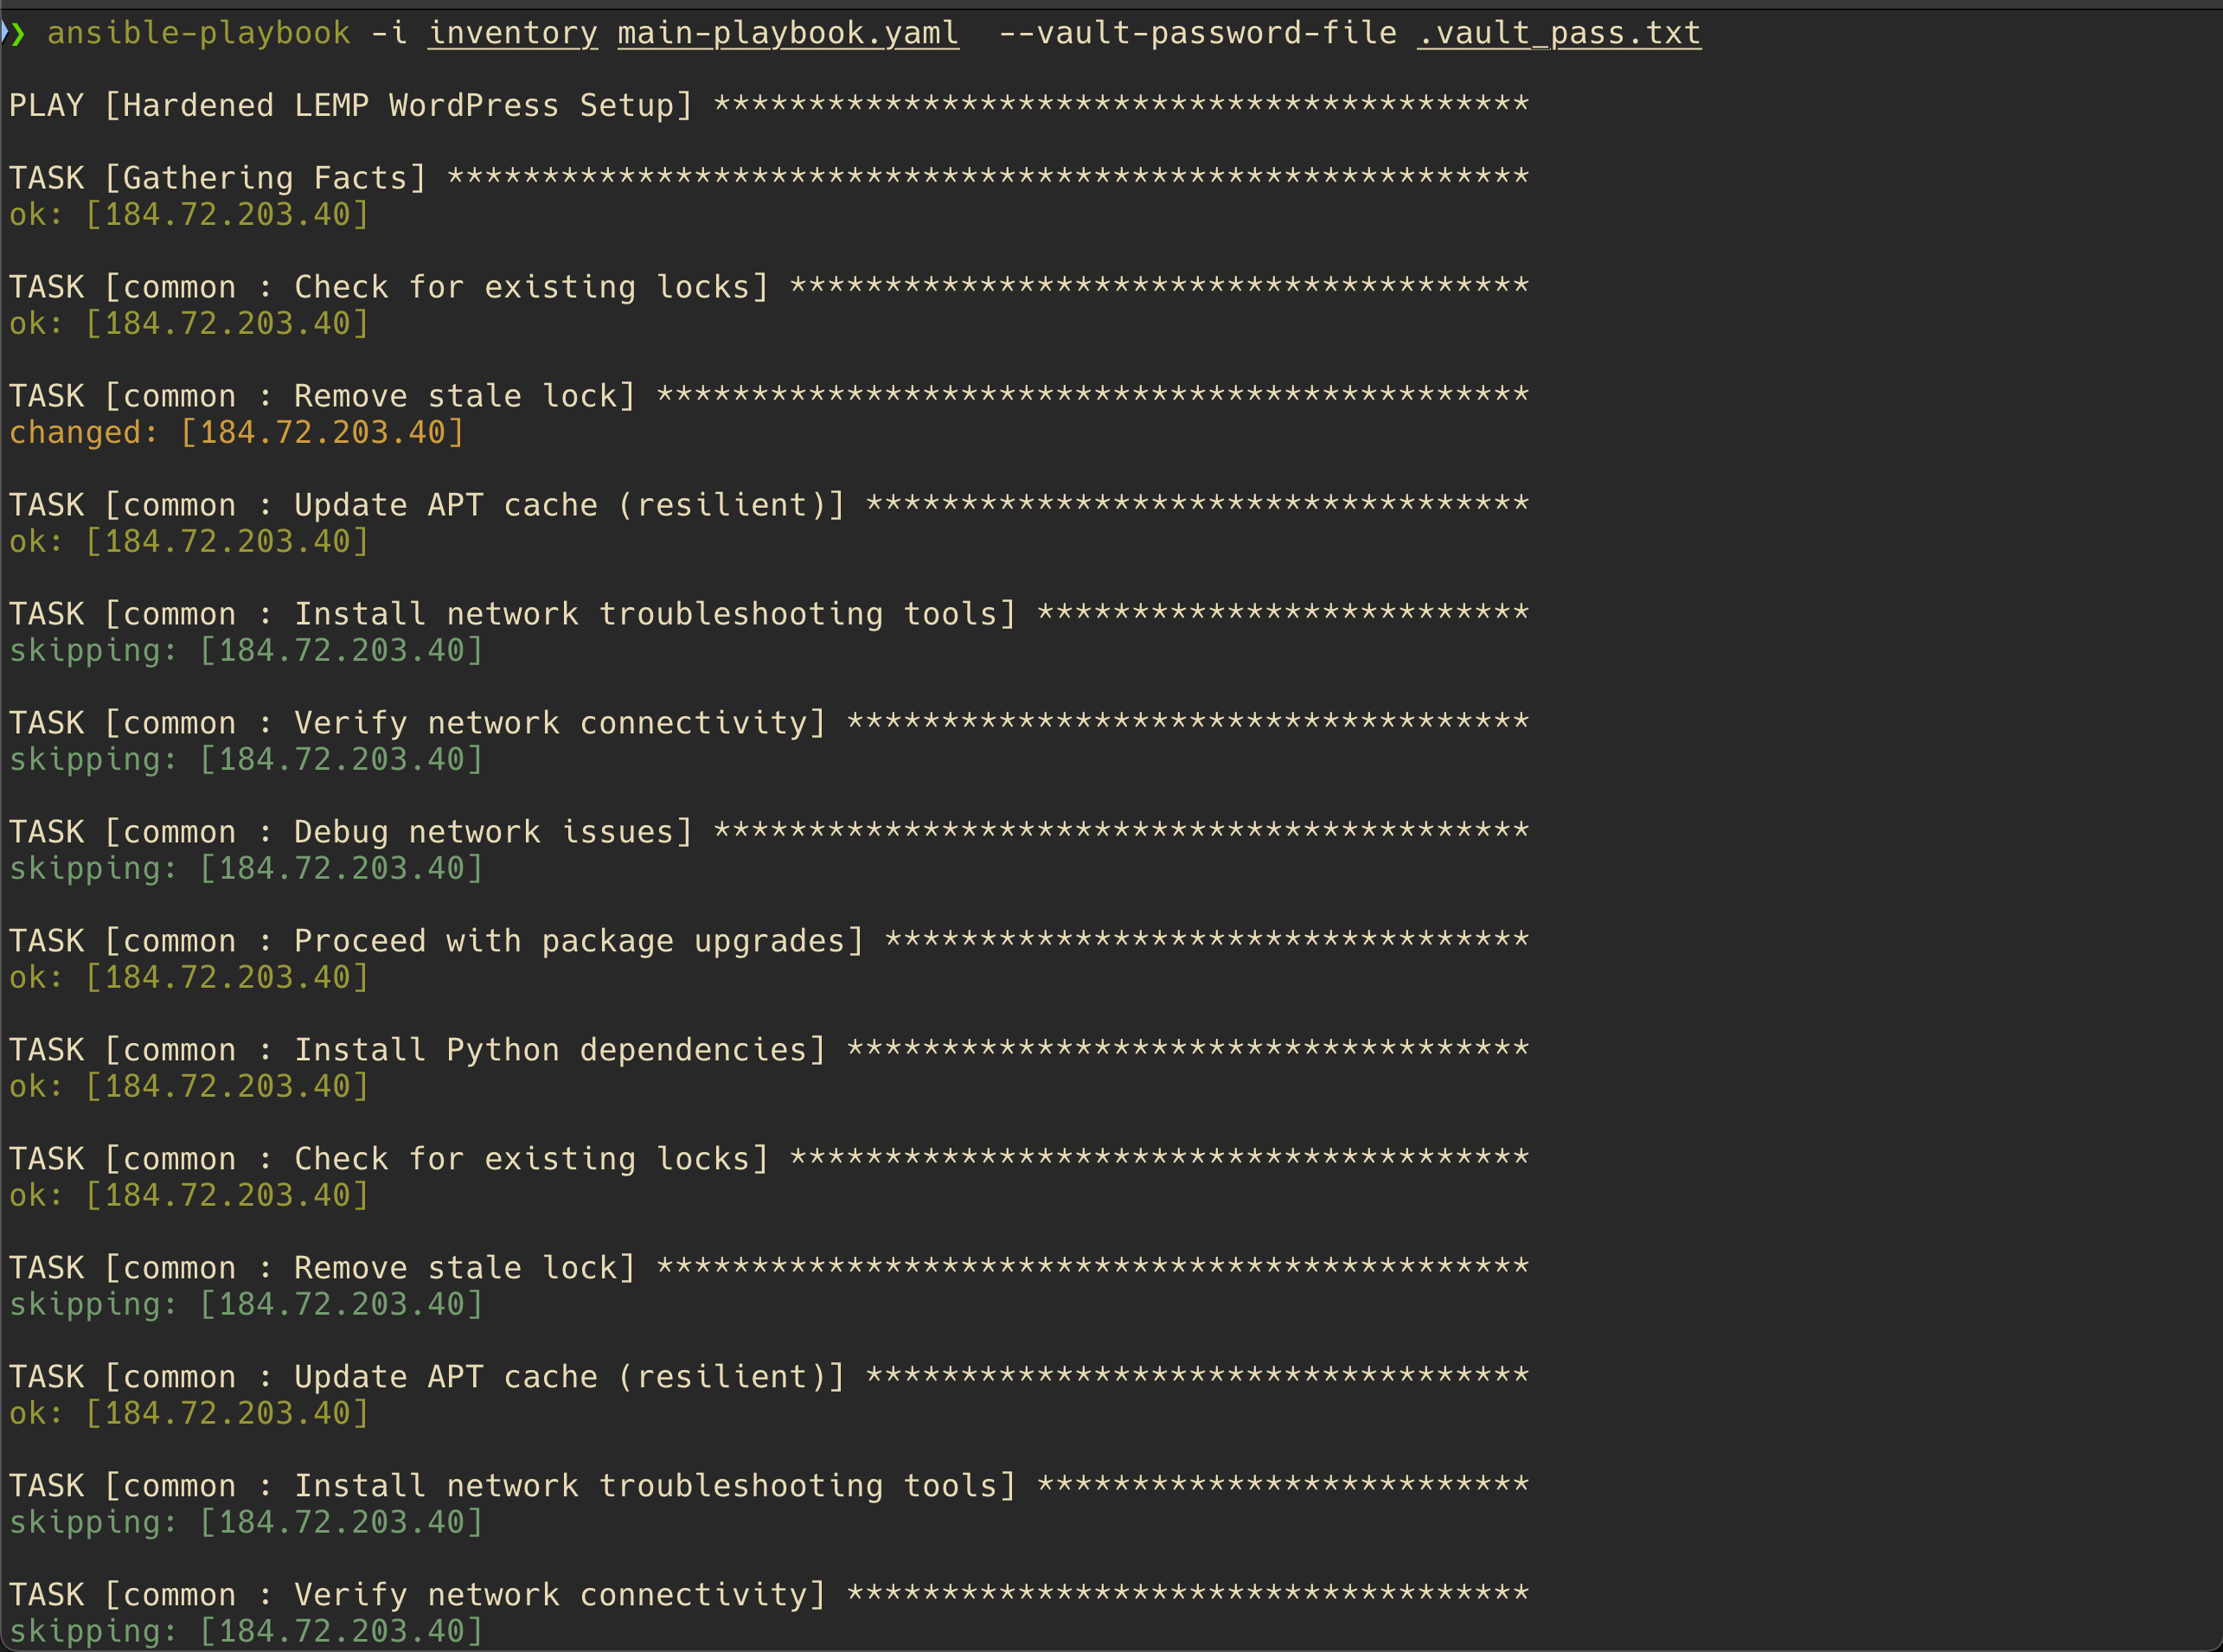 ❯ ansible-playbook -i inventory main-playbook.yaml  --vault-password-file .vault_pass.txt
PLAY [Hardened LEMP WordPress Setup] *******************************************
TASK [Gathering Facts] *********************************************************
ok: [184.72.203.40]
TASK [common : Check for existing locks] ***************************************
ok: [184.72.203.40]
TASK [common : Remove stale lock] **********************************************
changed: [184.72.203.40]
TASK [common : Update APT cache (resilient)] ***********************************
ok: [184.72.203.40]
TASK [common : Install network troubleshooting tools] **************************
skipping: [184.72.203.40]
TASK [common : Verify network connectivity] ************************************
skipping: [184.72.203.40]
TASK [common : Debug network issues] *******************************************
skipping: [184.72.203.40]
TASK [common : Proceed with package upgrades] **********************************
ok: [184.72.203.40]
TASK [common : Install Python dependencies] ************************************
ok: [184.72.203.40]
TASK [common : Check for existing locks] ***************************************
ok: [184.72.203.40]
TASK [common : Remove stale lock] **********************************************
skipping: [184.72.203.40]
TASK [common : Update APT cache (resilient)] ***********************************
ok: [184.72.203.40]
TASK [common : Install network troubleshooting tools] **************************
skipping: [184.72.203.40]
TASK [common : Verify network connectivity] ************************************
skipping: [184.72.203.40]